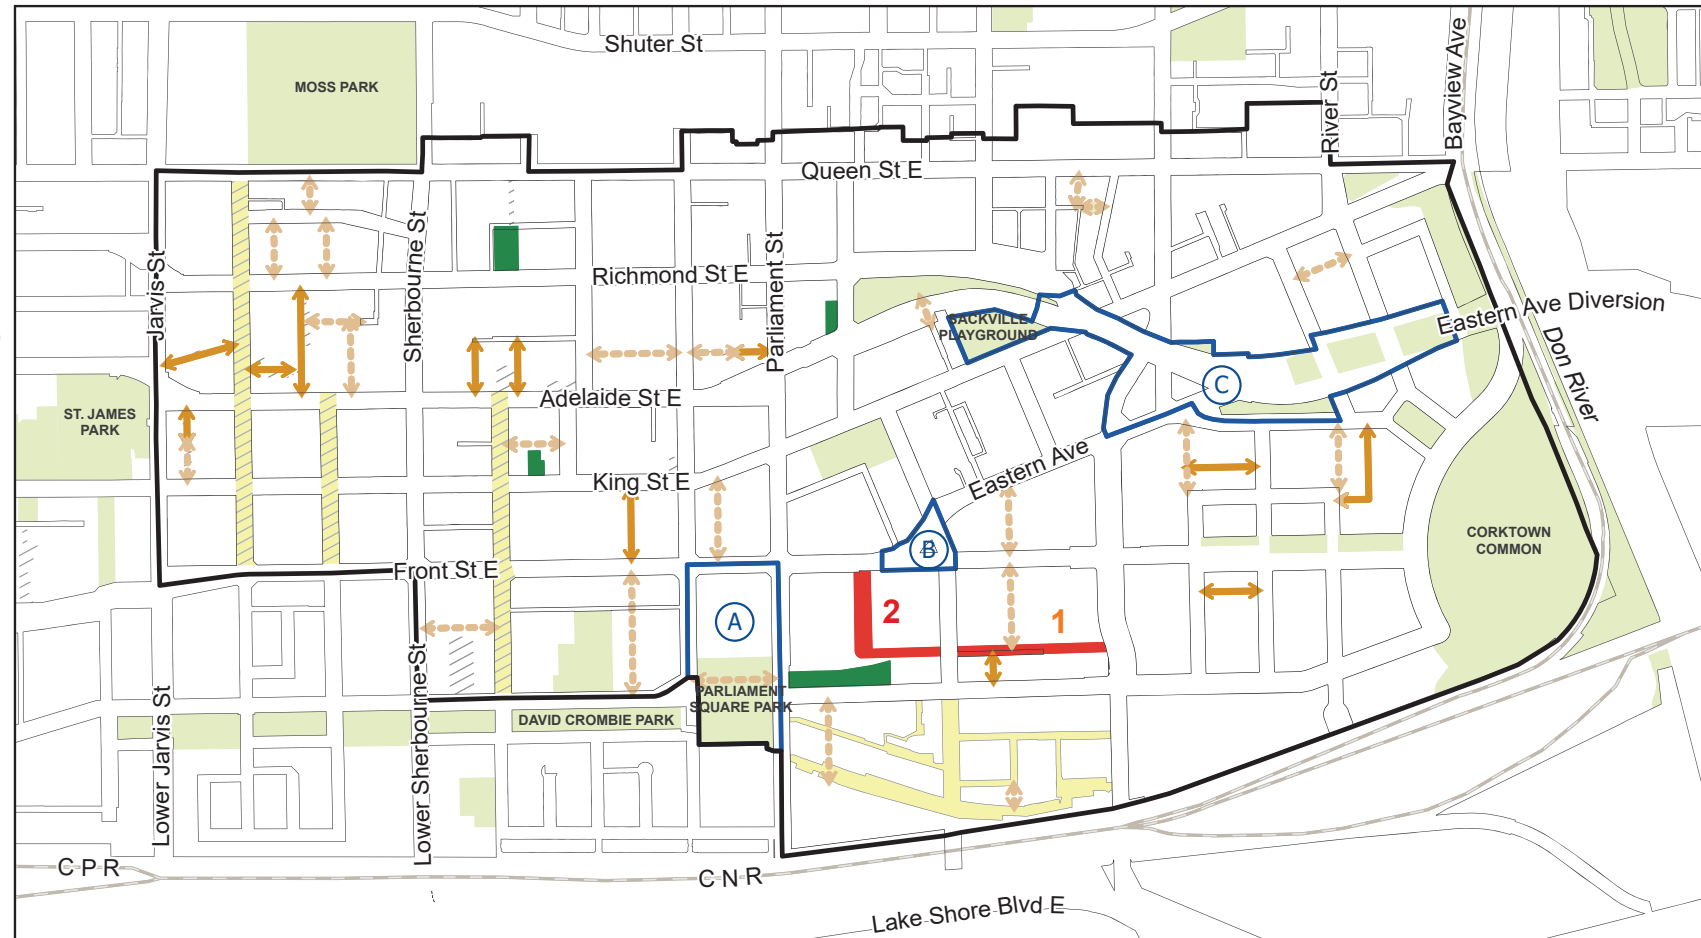 Shuter St
MOSS PARK
River St
Bayview Ave
Queen St E
Jarvis St
Sherbourne St
Richmond St E
Parliament St
Eastern Ave Diversion
SACKVILLE
PLAYGROUND
Don River
C
Adelaide St E
ST. JAMES
PARK
King St E
Eastern Ave
CORKTOWN
COMMON
B
Front St E
A
2
1
PARLIAMENT
SQUARE PARK
DAVID CROMBIE PARK
Lower Jarvis St
Lower Sherbourne St
C P R
C N R
Lake Shore Blvd E